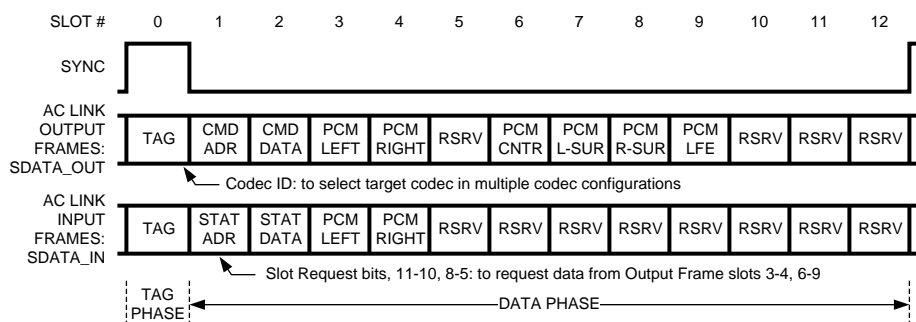 SLOT # 0 1 2 3 4 5 6 7 8 9 10 11 12
SYNC
AC LINK
OUTPUT
FRAMES:
SDATA_OUT
TAG
CMD
ADR
CMD
DATA
PCM
LEFT
PCM
RIGHT
RSRV
PCM
CNTR
PCM
L-SUR
PCM
R-SUR
PCM
LFE
RSRV
RSRV
RSRV
Codec ID: to select target codec in multiple codec configurations
AC LINK
INPUT
FRAMES:
SDATA_IN
TAG
STAT
ADR
STAT
DATA
PCM
LEFT
PCM
RIGHT
RSRV
RSRV
RSRV
RSRV
RSRV
RSRV
RSRV
RSRV
Slot Request bits, 11-10, 8-5: to request data from Output Frame slots 3-4, 6-9
TAG
PHASE
DATA PHASE